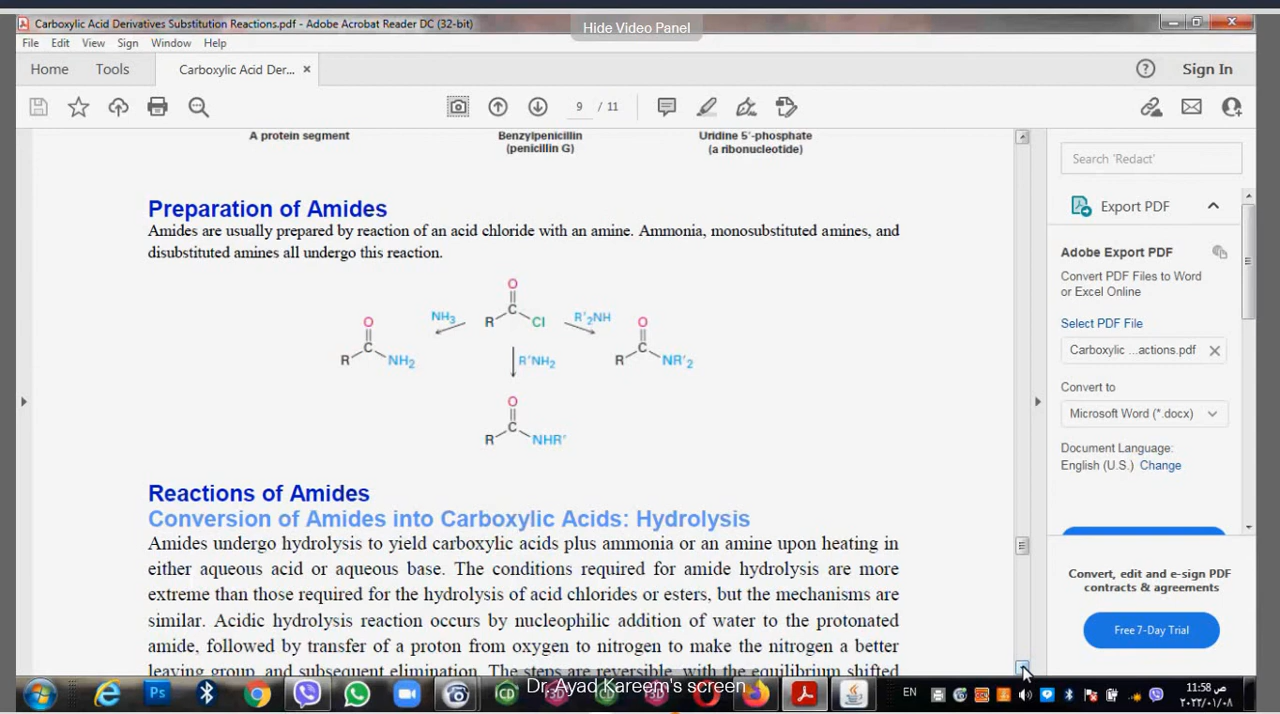 Hide Video Panel
Carboxylic Acid Derivatives Substitution Reactions.pdf - Adobe Acrobat Reader DC (32-bit)
File Edit View Sign Window Help
Home Tools Carboxylic Acid Der... × Sign In
9 / 11
A protein segment
Benzylpenicillin
(penicillin G)
Uridine 5′-phosphate
(a ribonucleotide)
Preparation of Amides
Amides are usually prepared by reaction of an acid chloride with an amine. Ammonia, monosubstituted amines, and
disubstituted amines all undergo this reaction.
O
R C Cl
NH₃
R′₂NH
R′NH₂
O
R C NH₂
O
R C NR′₂
O
R C NHR′
Reactions of Amides
Conversion of Amides into Carboxylic Acids: Hydrolysis
Amides undergo hydrolysis to yield carboxylic acids plus ammonia or an amine upon heating in
either aqueous acid or aqueous base. The conditions required for amide hydrolysis are more
extreme than those required for the hydrolysis of acid chlorides or esters, but the mechanisms are
similar. Acidic hydrolysis reaction occurs by nucleophilic addition of water to the protonated
amide, followed by transfer of a proton from oxygen to nitrogen to make the nitrogen a better
leaving group, and subsequent elimination. The steps are reversible, with the equilibrium shifted
Search 'Redact'
Export PDF
Adobe Export PDF
Convert PDF Files to Word
or Excel Online
Select PDF File
Carboxylic ...actions.pdf ×
Convert to
Microsoft Word (*.docx)
Document Language:
English (U.S.) Change
Convert, edit and e-sign PDF
contracts & agreements
Free 7-Day Trial
Dr. Ayad Kareem's screen
EN
11:58 ص
٢٠٢٢/٠١/٠٨